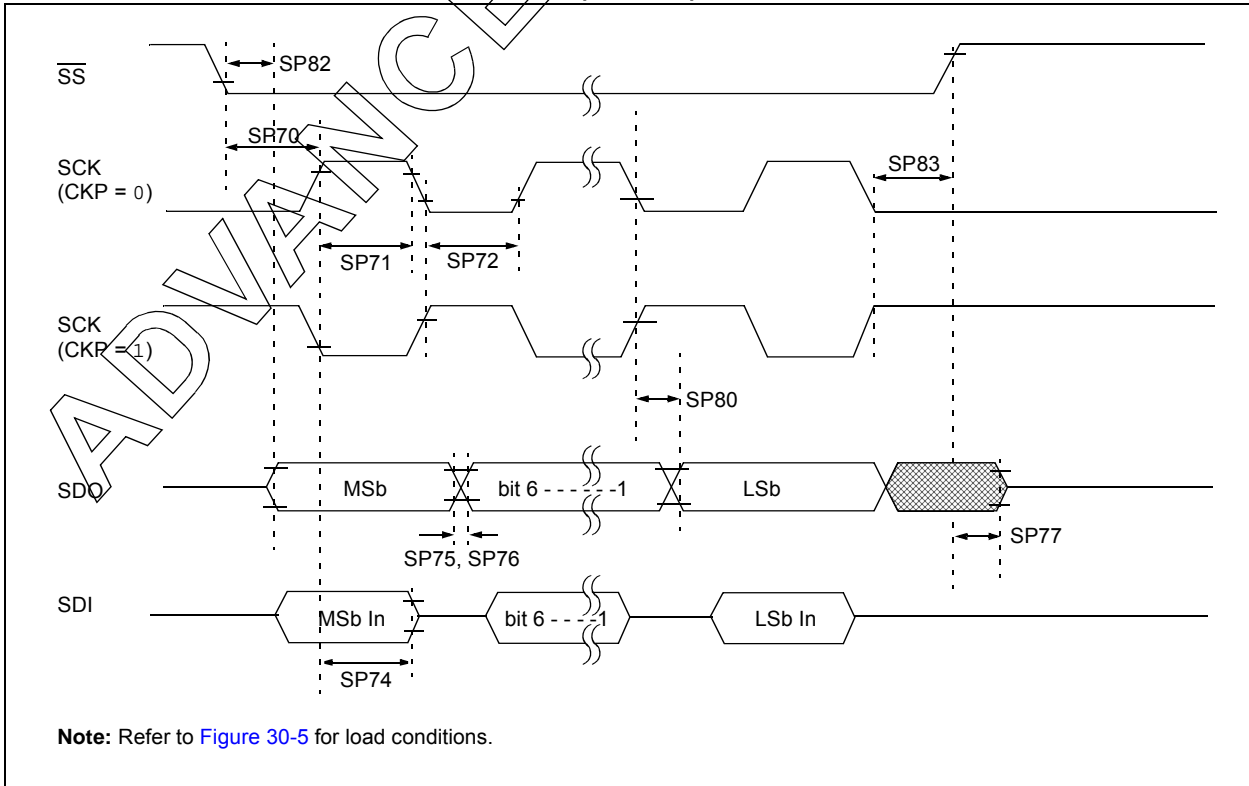 ADVANCE
SS
SP82
SP70
SCK
(CKP = 0)
SP83
SP71
SP72
SCK
(CKP = 1)
SP80
SDO
MSb
bit 6 - - - - - -1
LSb
SP75, SP76
SP77
SDI
MSb In
bit 6 - - - -1
LSb In
SP74
Note: Refer to Figure 30-5 for load conditions.